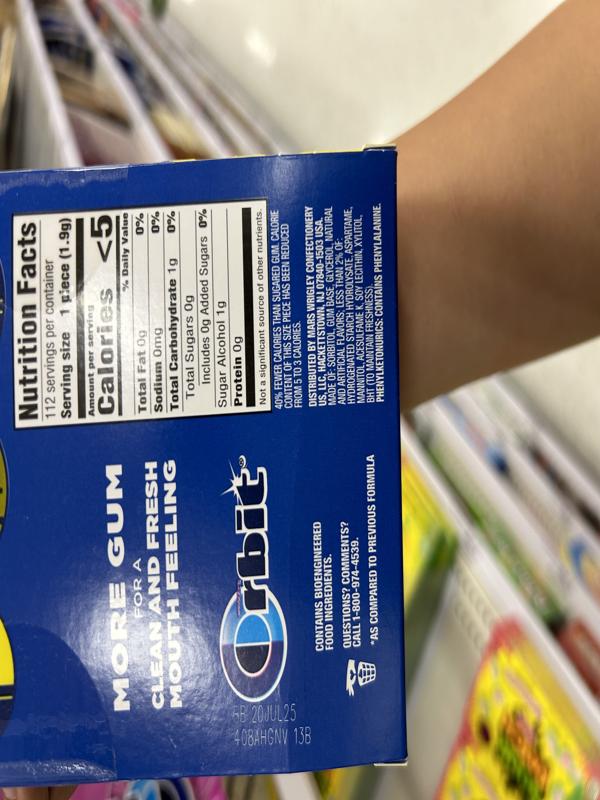 Nutrition Facts
112 servings per container
Serving size 1 piece (1.9g)
Amount per serving
Calories <5
% Daily Value
Total Fat 0g 0%
Sodium 0mg 0%
Total Carbohydrate 1g 0%
Total Sugars 0g
Includes 0g Added Sugars 0%
Sugar Alcohol 1g
Protein 0g
Not a significant source of other nutrients.
40% FEWER CALORIES THAN SUGARED GUM. CALORIE
CONTENT OF THIS SIZE PIECE HAS BEEN REDUCED
FROM 5 TO 3 CALORIES.
DISTRIBUTED BY MARS WRIGLEY CONFECTIONERY
US, LLC, HACKETTSTOWN, NJ 07840-1503 USA.
MADE OF: SORBITOL, GUM BASE, GLYCEROL, NATURAL
AND ARTIFICIAL FLAVORS; LESS THAN 2% OF:
HYDROGENATED STARCH HYDROLYSATE, ASPARTAME,
MANNITOL, ACESULFAME K, SOY LECITHIN, XYLITOL,
BHT (TO MAINTAIN FRESHNESS).
PHENYLKETONURICS: CONTAINS PHENYLALANINE.
MORE GUM
FOR A
CLEAN AND FRESH
MOUTH FEELING
Orbit®
CONTAINS BIOENGINEERED
FOOD INGREDIENTS.
QUESTIONS? COMMENTS?
CALL 1-800-974-4539.
*AS COMPARED TO PREVIOUS FORMULA
BB 20JUL25
408AHGNV 13B